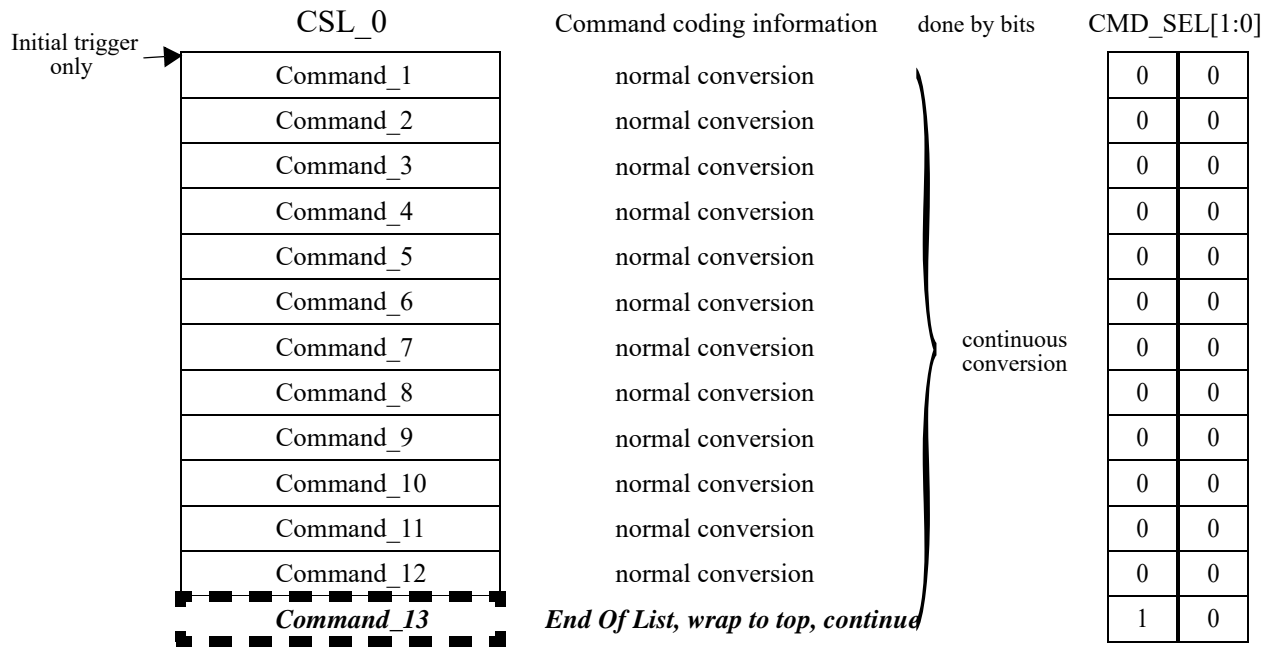 CSL_0 Command coding information done by bits CMD_SEL[1:0]
Initial trigger
only
Command_1 normal conversion 0 0
Command_2 normal conversion 0 0
Command_3 normal conversion 0 0
Command_4 normal conversion 0 0
Command_5 normal conversion 0 0
Command_6 normal conversion 0 0
Command_7 normal conversion 0 0
continuous
conversion
Command_8 normal conversion 0 0
Command_9 normal conversion 0 0
Command_10 normal conversion 0 0
Command_11 normal conversion 0 0
Command_12 normal conversion 0 0
Command_13 End Of List, wrap to top, continue 1 0